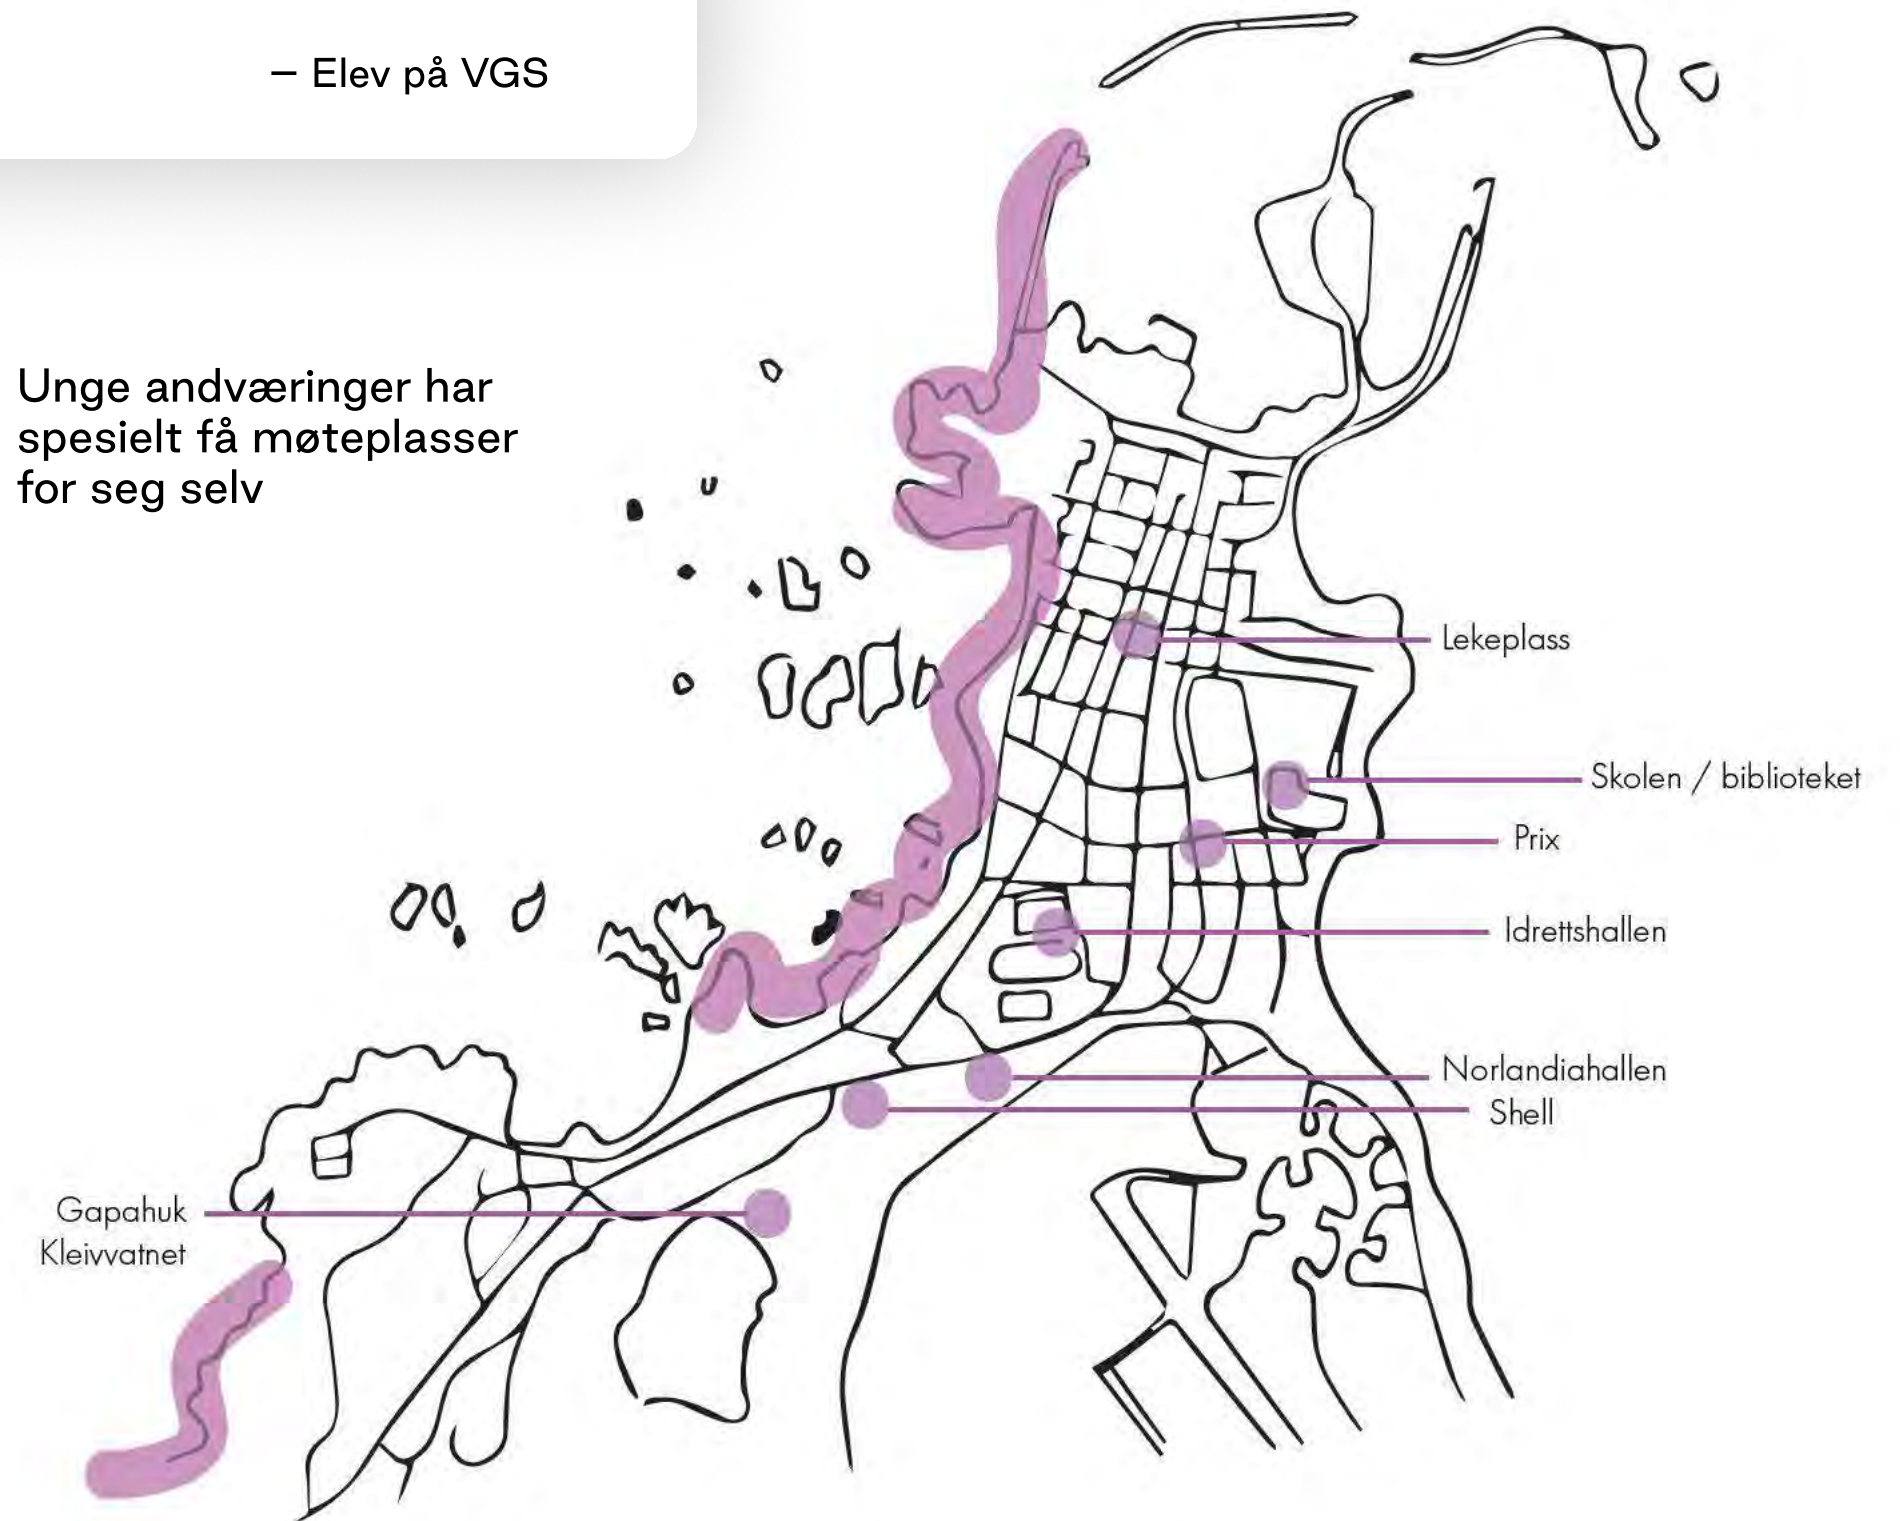 – Elev på VGS
Unge andværinger har
spesielt få møteplasser
for seg selv
Lekeplass
Skolen / biblioteket
Prix
Idrettshallen
Norlandiahallen
Shell
Gapahuk
Kleivvatnet